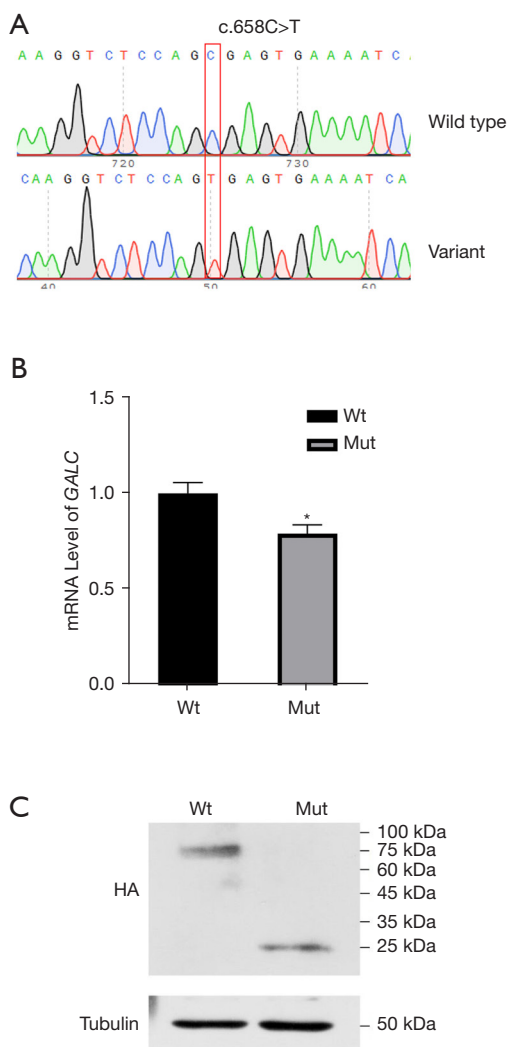 A
c.658C>T
A A G G T C T C C A G C G A G T G A A A A T C A
720
730
Wild type
C A A G G T C T C C A G T G A G T G A A A A T C A
40
50
60
Variant
B
mRNA Level of GALC
1.5
1.0
0.5
0.0
Wt
Mut
*
Wt
Mut
C
Wt
Mut
HA
100 kDa
75 kDa
60 kDa
45 kDa
35 kDa
25 kDa
Tubulin
50 kDa